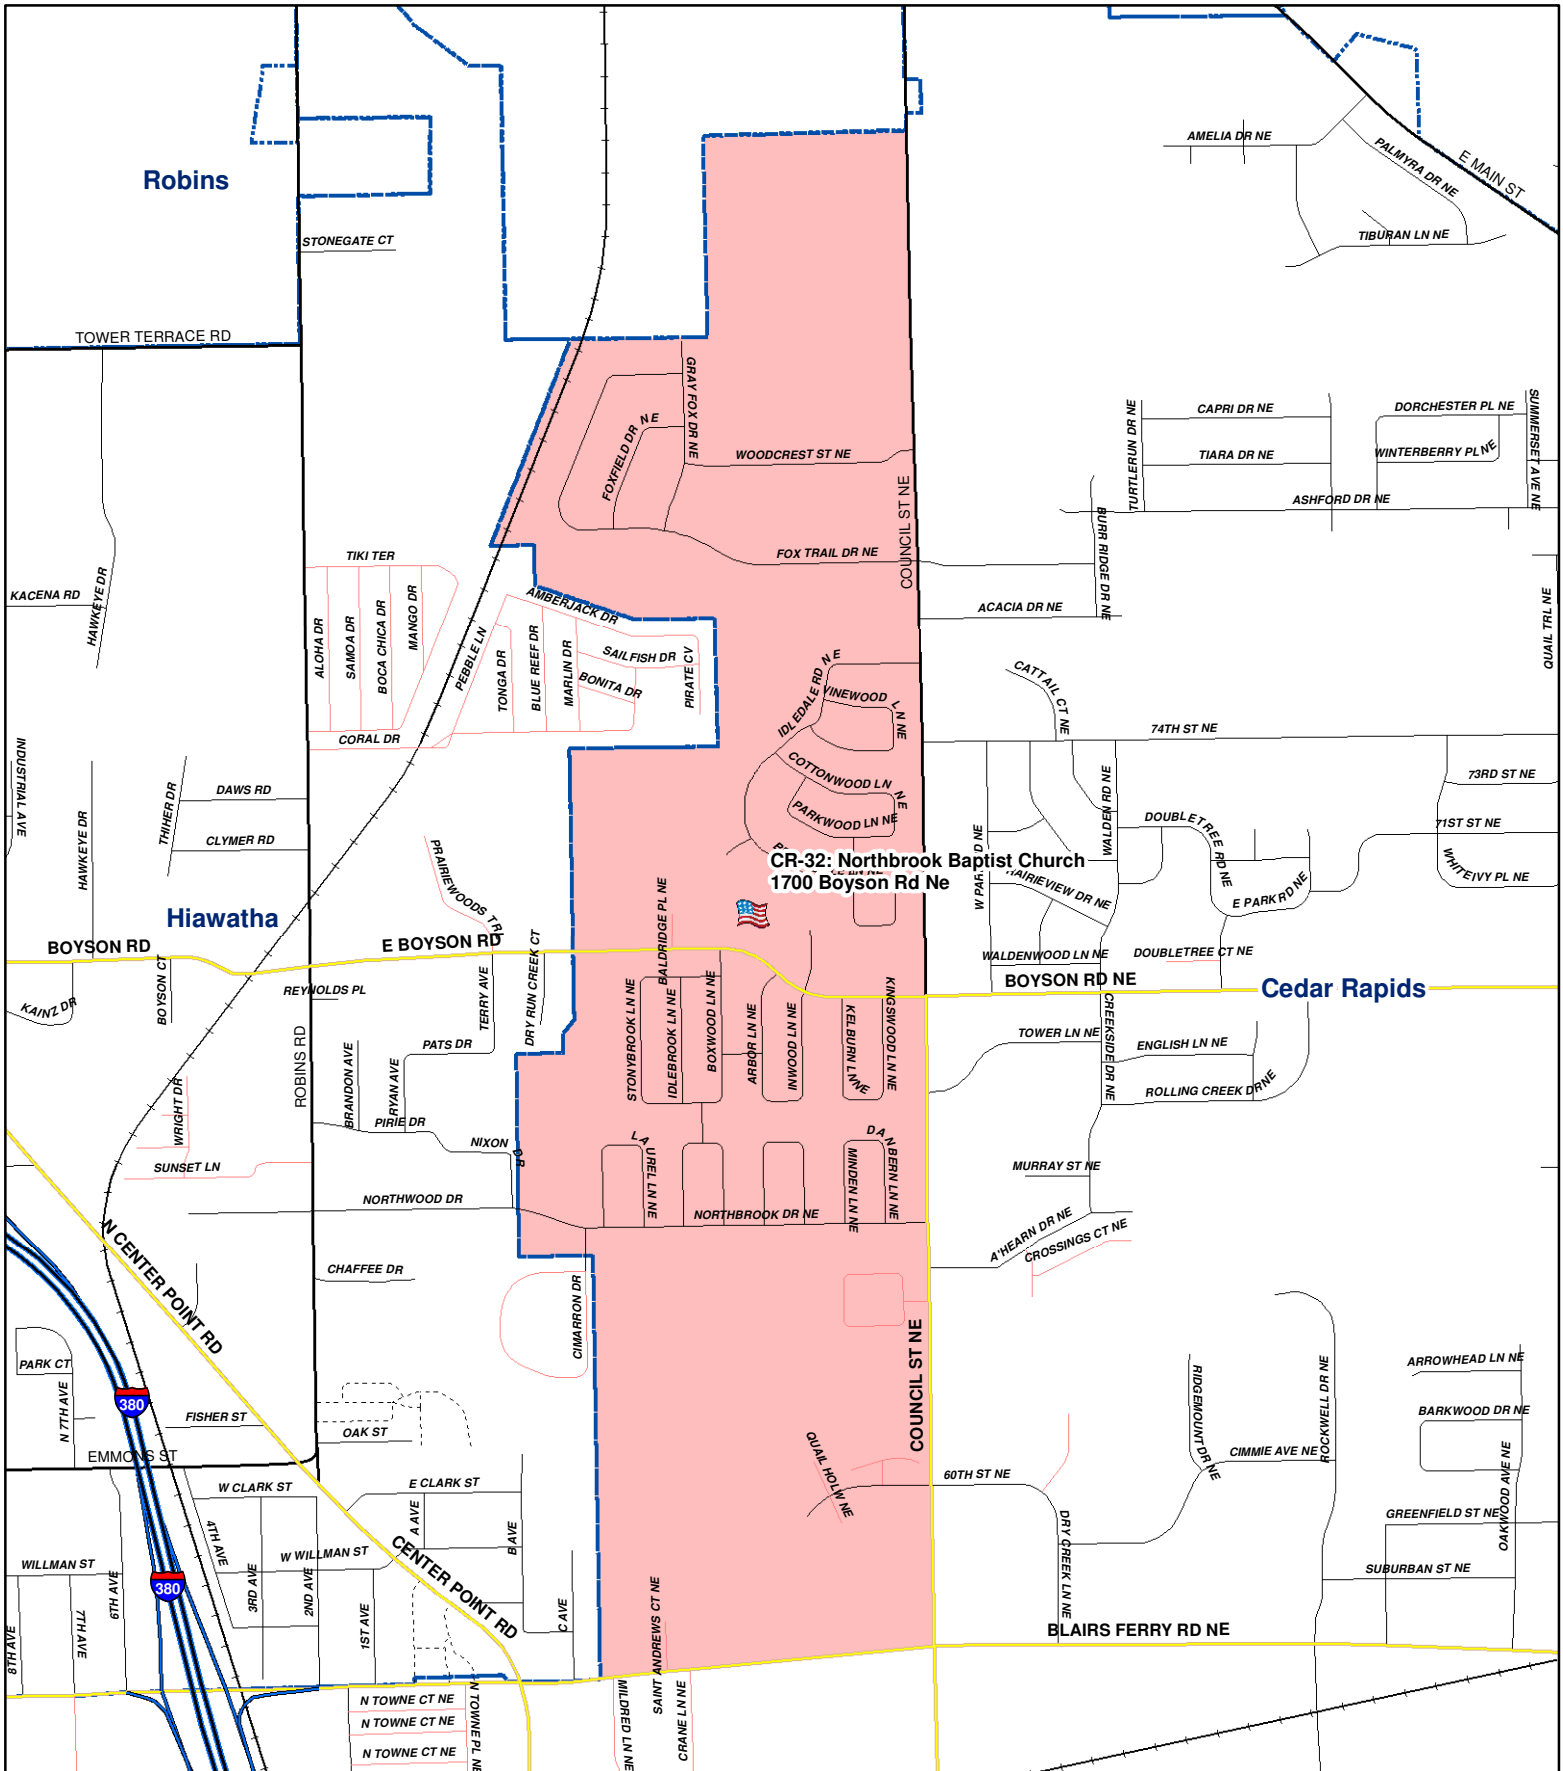 AMELIA DR NE
PALMYRA DR NE
E MAIN ST
Robins
TIBURAN LN NE
STONEGATE CT
TOWER TERRACE RD
GRAY FOX DR NE
FOXFIELD DR NE
WOODCREST ST NE
COUNCIL ST NE
FOX TRAIL DR NE
TURTLERUN DR NE
CAPRI DR NE
TIARA DR NE
DORCHESTER PL NE
WINTERBERRY PL NE
SUMMERSET AVE NE
ASHFORD DR NE
BURR RIDGE DR NE
ACACIA DR NE
QUAIL TRL NE
KACENA RD
HAWKEYE DR
TIKI TER
ALOHA DR
SAMOA DR
BOCA CHICA DR
MANGO DR
PEBBLE LN
AMBERJACK DR
TONGA DR
BLUE REEF DR
MARLIN DR
SAILFISH DR
BONITA DR
PIRATE CV
CORAL DR
IDLEDALE RD NE
VINEWOOD LN NE
COTTONWOOD LN NE
PARKWOOD LN NE
CATTAIL CT NE
74TH ST NE
73RD ST NE
71ST ST NE
WHITE IVY PL NE
WALDEN RD NE
DOUBLETREE RD NE
E PARK RD NE
W PARK RD NE
PRAIRIEVIEW DR NE
WALDENWOOD LN NE
DOUBLETREE CT NE
CR-32: Northbrook Baptist Church
1700 Boyson Rd Ne
INDUSTRIAL AVE
HAWKEYE DR
THIHER DR
DAWS RD
CLYMER RD
PRAIRIEWOODS TRL
Hiawatha
BOYSON RD
E BOYSON RD
BOYSON RD NE
Cedar Rapids
KAINZ DR
BOYSON CT
REYNOLDS PL
TERRY AVE
DRY RUN CREEK CT
BALDRIDGE PL NE
STONYBROOK LN NE
IDLEBROOK LN NE
BOXWOOD LN NE
ARBOR LN NE
INWOOD LN NE
KELBURN LN NE
KINGSWOOD LN NE
TOWER LN NE
CREEKSIDE DR NE
ENGLISH LN NE
ROLLING CREEK DR NE
ROBINS RD
PATS DR
BRANDON AVE
RYAN AVE
PIRIE DR
NIXON DR
WRIGHT DR
SUNSET LN
NORTHWOOD DR
LAUREL LN NE
MINDEN LN NE
DANBERN LN NE
NORTHBROOK DR NE
MURRAY ST NE
A'HEARN DR NE
CROSSINGS CT NE
N CENTER POINT RD
CHAFFEE DR
CIMARRON DR
COUNCIL ST NE
PARK CT
N 7TH AVE
380
FISHER ST
OAK ST
EMMONS ST
RIDGEMOUNT DR NE
ROCKWELL DR NE
ARROWHEAD LN NE
BARKWOOD DR NE
CIMMIE AVE NE
OAKWOOD AVE NE
QUAIL HOLW NE
60TH ST NE
GREENFIELD ST NE
SUBURBAN ST NE
DRY CREEK LN NE
W CLARK ST
E CLARK ST
4TH AVE
A AVE
B AVE
W WILLMAN ST
WILLMAN ST
CENTER POINT RD
380
8TH AVE
7TH AVE
6TH AVE
3RD AVE
2ND AVE
1ST AVE
C AVE
BLAIRS FERRY RD NE
SAINT ANDREWS CT NE
N TOWNE CT NE
N TOWNE CT NE
N TOWNE CT NE
N TOWNE PL NE
MILDRED LN NE
CRANE LN NE